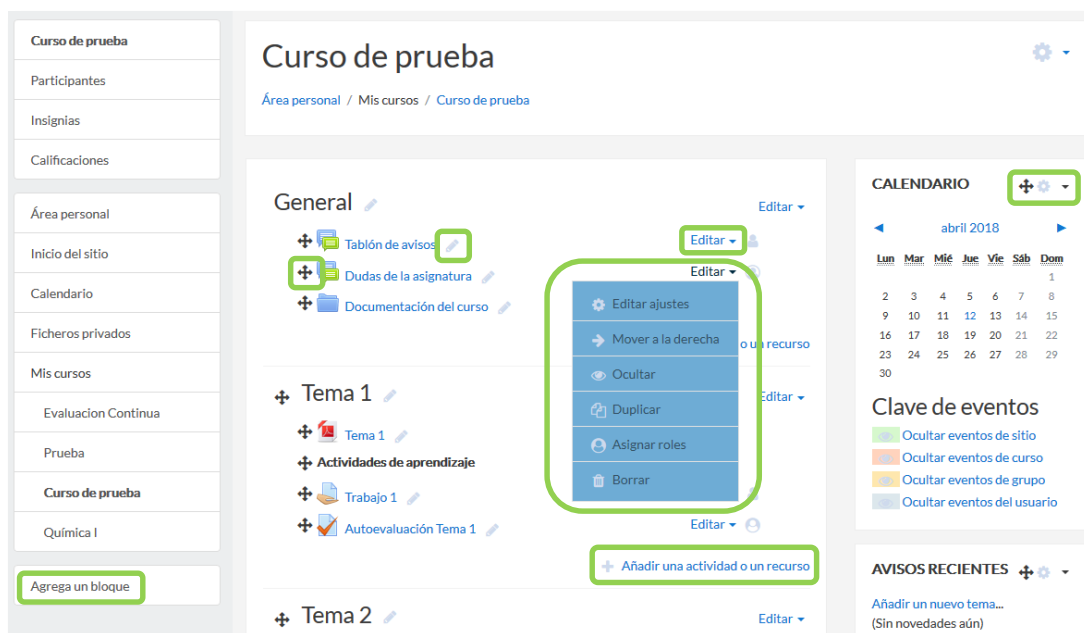 Curso de prueba
Participantes
Insignias
Calificaciones
Área personal
Inicio del sitio
Calendario
Ficheros privados
Mis cursos
Evaluacion Continua
Prueba
Curso de prueba
Química I
Agrega un bloque
Curso de prueba
Área personal / Mis cursos / Curso de prueba
General Editar
Tablón de avisos Editar
Dudas de la asignatura Editar
Documentación del curso
Editar ajustes
Mover a la derecha
Ocultar
Duplicar
Asignar roles
Borrar
o un recurso
Tema 1 Editar
Tema 1
Actividades de aprendizaje
Trabajo 1
Autoevaluación Tema 1 Editar
Añadir una actividad o un recurso
Tema 2 Editar
CALENDARIO
abril 2018
Lun Mar Mié Jue Vie Sáb Dom
1
2 3 4 5 6 7 8
9 10 11 12 13 14 15
16 17 18 19 20 21 22
23 24 25 26 27 28 29
30
Clave de eventos
Ocultar eventos de sitio
Ocultar eventos de curso
Ocultar eventos de grupo
Ocultar eventos del usuario
AVISOS RECIENTES
Añadir un nuevo tema...
(Sin novedades aún)